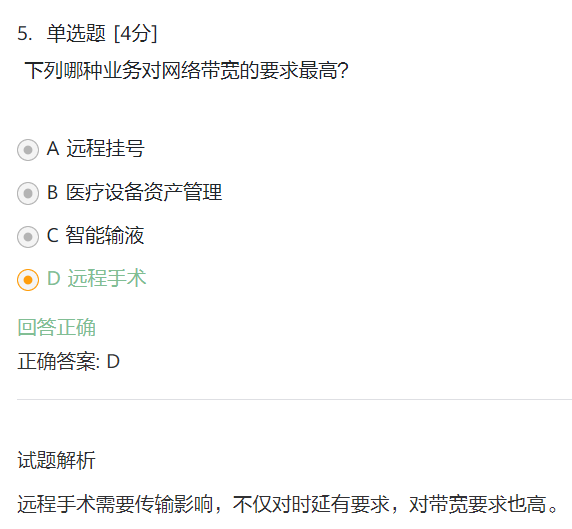 5. 单选题 [4分]
下列哪种业务对网络带宽的要求最高？
A 远程挂号
B 医疗设备资产管理
C 智能输液
D 远程手术
回答正确
正确答案: D
试题解析
远程手术需要传输影响，不仅对时延有要求，对带宽要求也高。